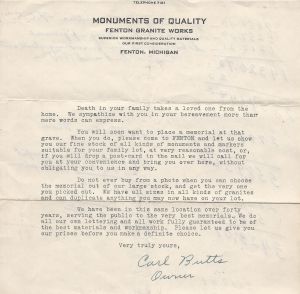 TELEPHONE 7181
MONUMENTS OF QUALITY
FENTON GRANITE WORKS
SUPERIOR WORKMANSHIP AND QUALITY MATERIALS
OUR FIRST CONSIDERATION
FENTON, MICHIGAN
Death in your family takes a loved one from the
home. We sympathize with you in your bereavement more than
mere words can express.
You will soon want to place a memorial at that
grave. When you do, please come to Fenton and let us show
you our fine stock of all kinds of monuments and markers
suitable for your family lot, at very reasonable cost, or,
if you will drop a post-card in the mail we will call for
you at your convenience and bring you over here, without
obligating you to us in any way.
Do not ever buy from a photo when you can choose
the memorial out of our large stock, and get the very one
you picked out. We have all sizes in all kinds of granites
and can duplicate anything you may now have on your lot.
We have been in this same location over forty
years, serving the public to the very best memorials. We do
all our own lettering and all work fully guaranteed to be of
the best materials and workmanship. Please let us give you
our prices before you make a definite choice.
Very truly yours,
Carl Butts
Owner